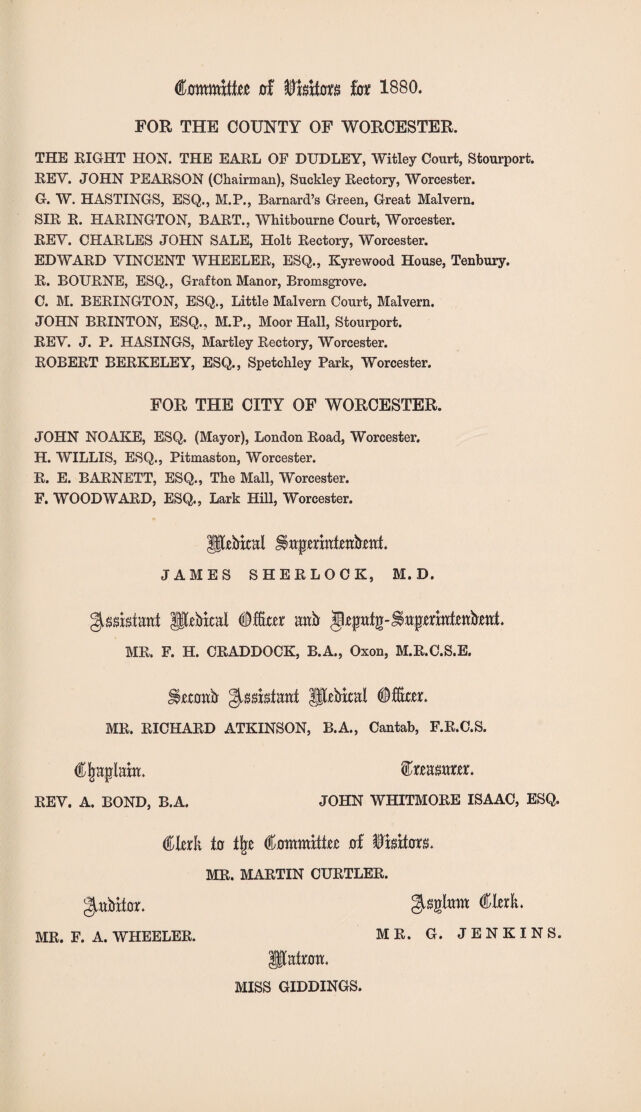 Committee of Visitors for 1880.
FOR THE COUNTY OF WORCESTER.
THE RIGHT HON. THE EARL OF DUDLEY, Witley Court, Stourport.
REV. JOHN PEARSON (Chairman), Suckley Rectory, Worcester.
G. W. HASTINGS, ESQ., M.P., Barnard's Green, Great Malvern.
SIR R. HARINGTON, BART., Whitbourne Court, Worcester.
REV. CHARLES JOHN SALE, Holt Rectory, Worcester.
EDWARD VINCENT WHEELER, ESQ., Kyrewood House, Tenbury.
R. BOURNE, ESQ., Grafton Manor, Bromsgrove.
C. M. BERINGTON, ESQ., Little Malvern Court, Malvern.
JOHN BRINTON, ESQ., M.P., Moor Hall, Stourport.
REV. J. P. HASINGS, Martley Rectory, Worcester.
ROBERT BERKELEY, ESQ., Spetchley Park, Worcester.
FOR THE CITY OF WORCESTER.
JOHN NOAKE, ESQ. (Mayor), London Road, Worcester.
H. WILLIS, ESQ., Pitmaston, Worcester.
R. E. BARNETT, ESQ., The Mall, Worcester.
F. WOODWARD, ESQ., Lark Hill, Worcester.
Medical Superintendent.
JAMES SHERLOCK, M.D.
Assistant Medical Officer and Deputy-Superintendent.
MR. F. H. CRADDOCK, B.A., Oxon, M.R.C.S.E.
Second Assistant Medical Officer.
MR. RICHARD ATKINSON, B.A., Cantab, F.R.C.S.
Chaplain.
REV. A. BOND, B.A.
Treasurer.
JOHN WHITMORE ISAAC, ESQ.
Clerk to the Committee of Visitors.
MR. MARTIN CURTLER.
Auditor.
MR. F. A. WHEELER.
Asylum Clerk.
MR. G. JENKINS.
Matron.
MISS GIDDINGS.